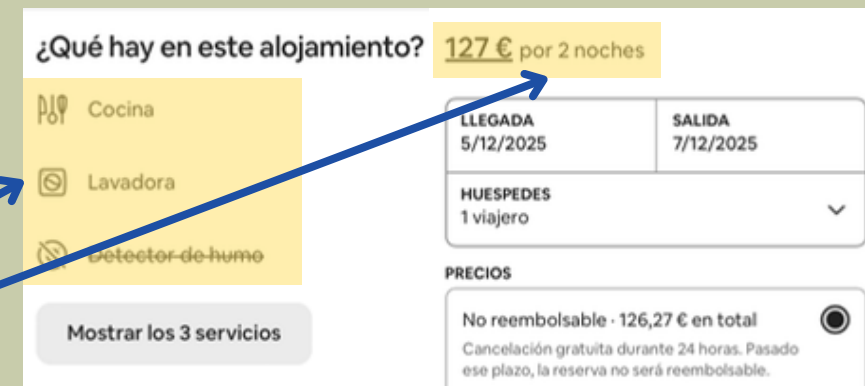 ¿Qué hay en este alojamiento?
Cocina
Lavadora
Detector de humo
Mostrar los 3 servicios
127 € por 2 noches
LLEGADA
5/12/2025
SALIDA
7/12/2025
HUESPEDES
1 viajero
PRECIOS
No reembolsable · 126,27 € en total
Cancelación gratuita durante 24 horas. Pasado
ese plazo, la reserva no será reembolsable.